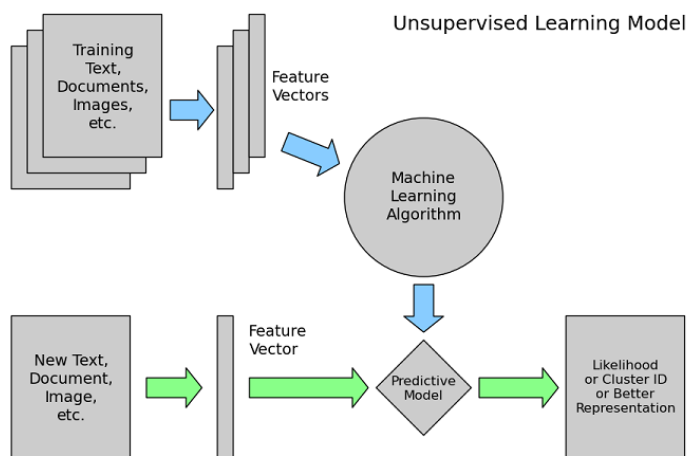 Unsupervised Learning Model
Training
Text,
Documents,
Images,
etc.
Feature
Vectors
Machine
Learning
Algorithm
New Text,
Document,
Image,
etc.
Feature
Vector
Predictive
Model
Likelihood
or Cluster ID
or Better
Representation